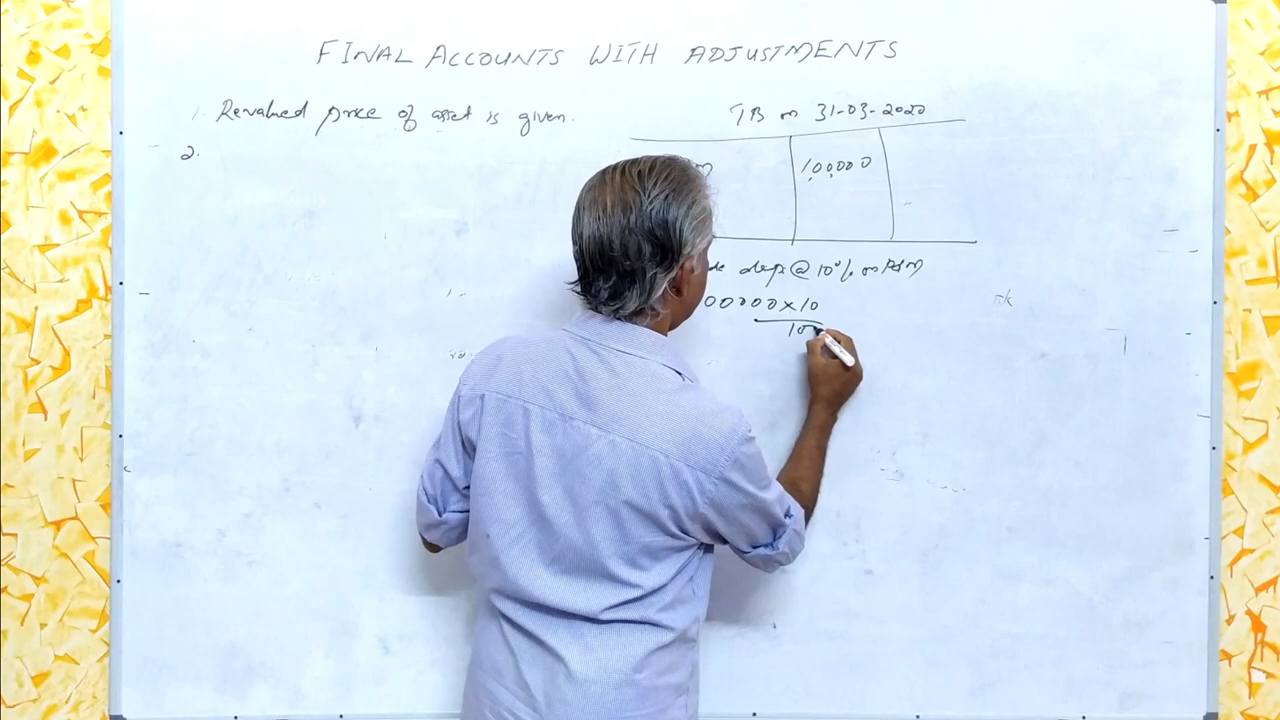 FINAL ACCOUNTS WITH ADJUSTMENTS
1. Revalued price of asset is given.
2.
TB on 31-03-2020
1,00,000
@ 10% on P&M
00000 x 10
10